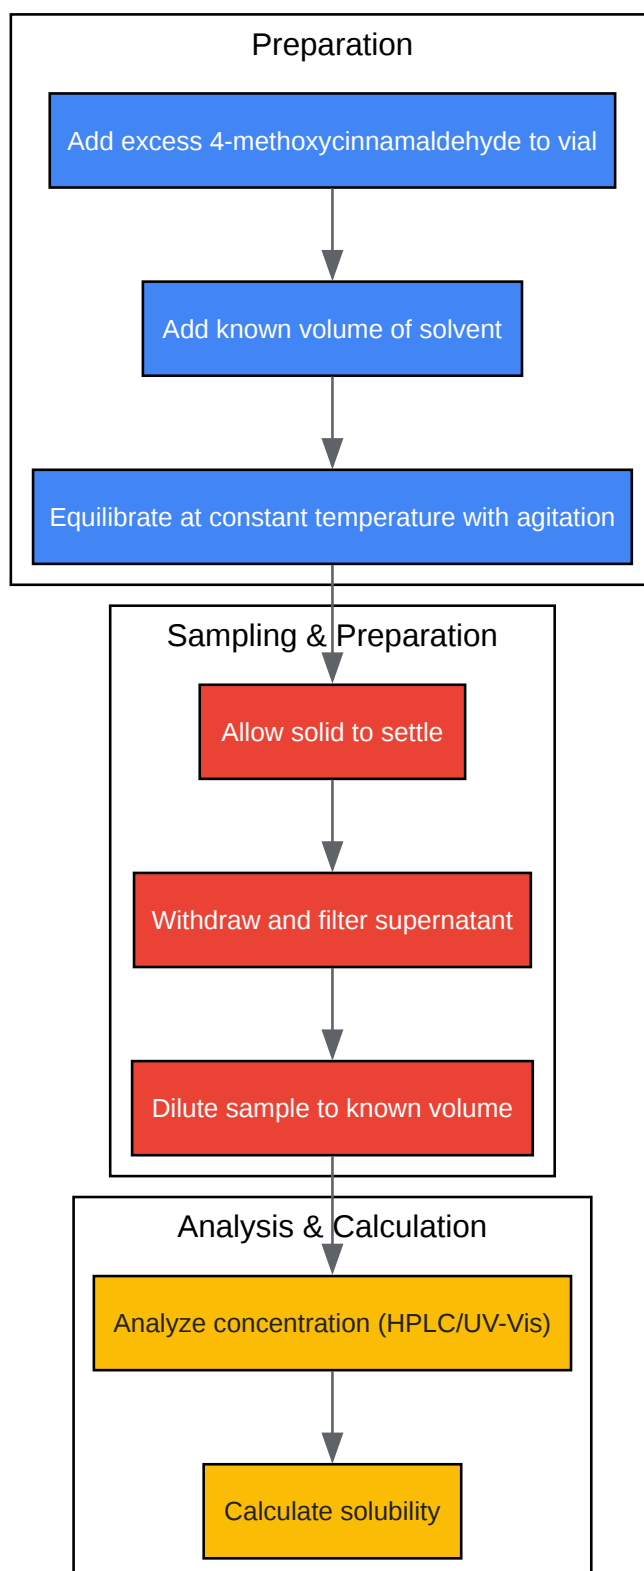 Preparation
Add excess 4-methoxycinnamaldehyde to vial
Add known volume of solvent
Equilibrate at constant temperature with agitation
Sampling & Preparation
Allow solid to settle
Withdraw and filter supernatant
Dilute sample to known volume
Analysis & Calculation
Analyze concentration (HPLC/UV-Vis)
Calculate solubility